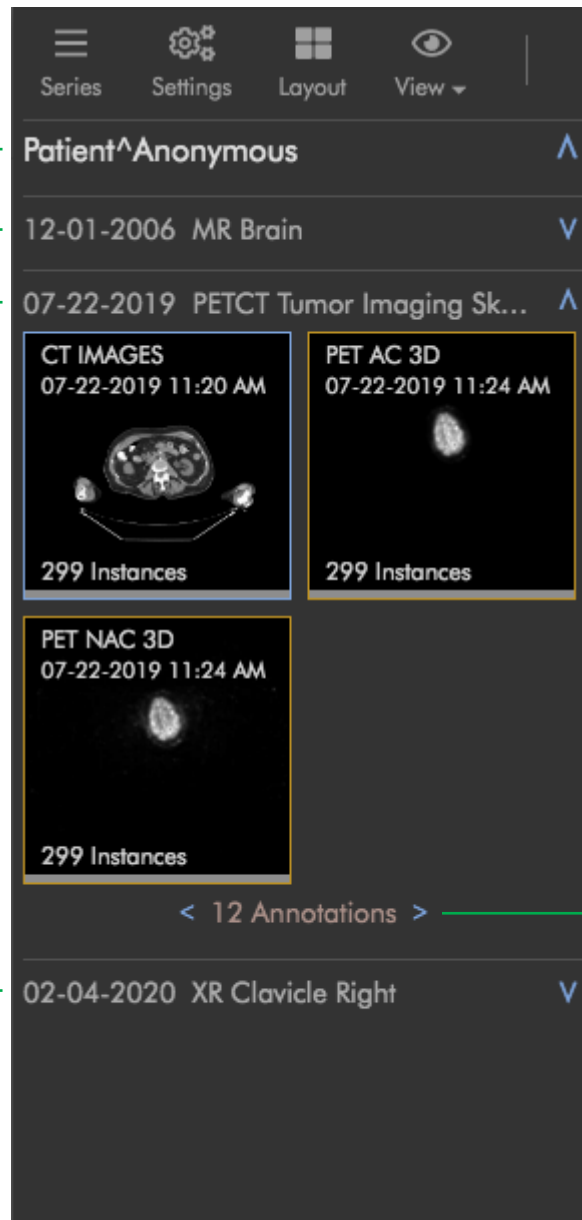 Series Settings Layout View
Patient^Anonymous
12-01-2006 MR Brain
07-22-2019 PETCT Tumor Imaging Sk...
CT IMAGES
07-22-2019 11:20 AM
299 Instances
PET AC 3D
07-22-2019 11:24 AM
299 Instances
PET NAC 3D
07-22-2019 11:24 AM
299 Instances
< 12 Annotations >
02-04-2020 XR Clavicle Right